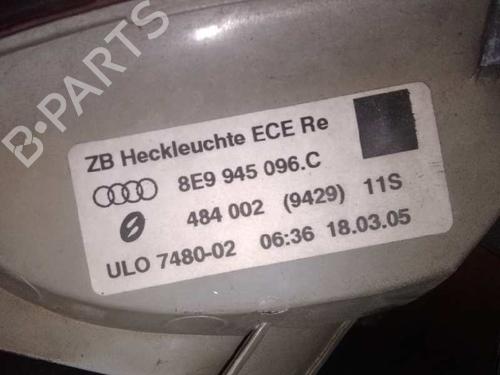 B-PARTS
ZB Heckleuchte ECE Re
8E9 945 096.C
484 002 (9429) 11S
ULO 7480-02 06:36 18.03.05